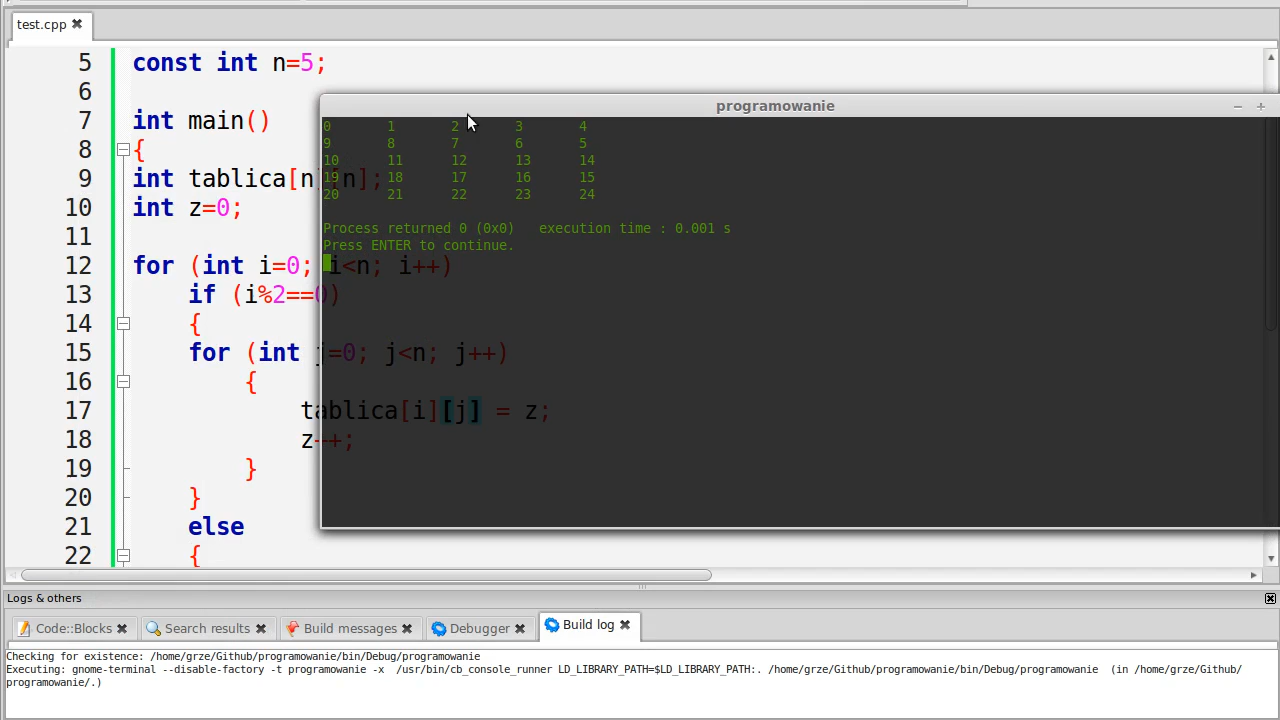 test.cpp
5 const int n=5;
6
7 int main()
8 {
9 int tablica[n][n];
10 int z=0;
11
12 for (int i=0; i<n; i++)
13 if (i%2==0)
14 {
15 for (int j=0; j<n; j++)
16 {
17 tablica[i][j] = z;
18 z++;
19 }
20 }
21 else
22 {
programowanie
0 1 2 3 4
9 8 7 6 5
10 11 12 13 14
19 18 17 16 15
20 21 22 23 24
Process returned 0 (0x0) execution time : 0.001 s
Press ENTER to continue.
Logs & others
Code::Blocks Search results Build messages Debugger Build log
Checking for existence: /home/grze/Github/programowanie/bin/Debug/programowanie
Executing: gnome-terminal --disable-factory -t programowanie -x /usr/bin/cb_console_runner LD_LIBRARY_PATH=$LD_LIBRARY_PATH:. /home/grze/Github/programowanie/bin/Debug/programowanie (in /home/grze/Github/
programowanie/.)